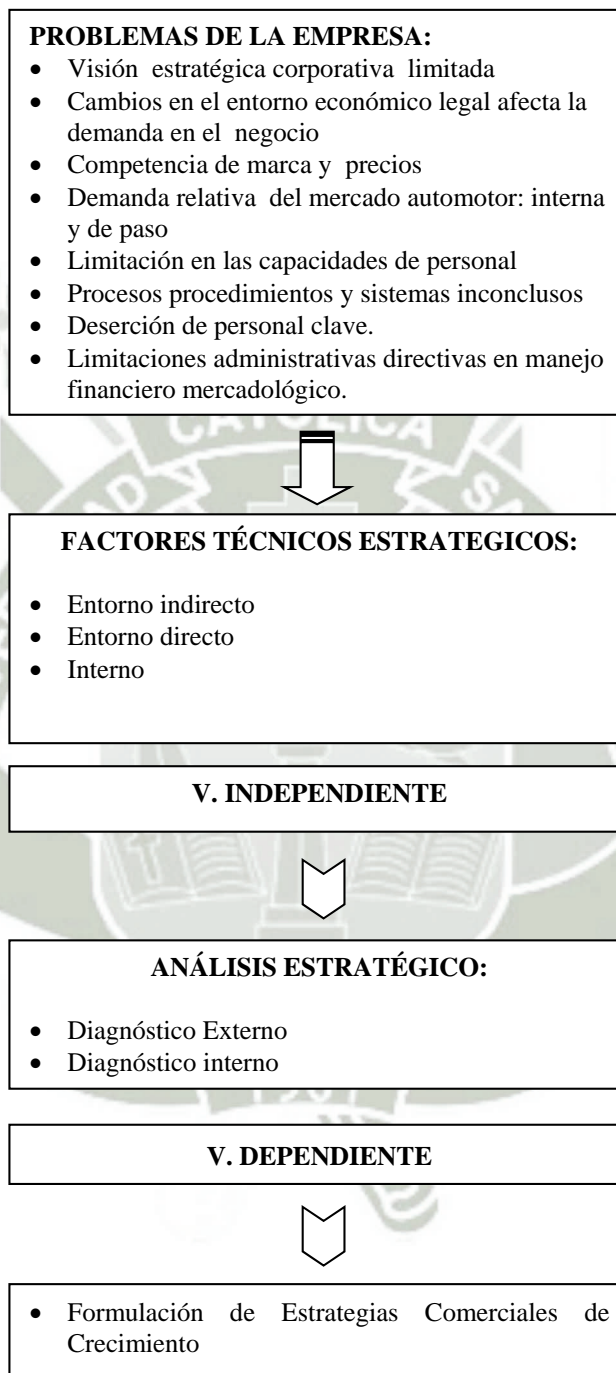 PROBLEMAS DE LA EMPRESA:
• Visión estratégica corporativa limitada
• Cambios en el entorno económico legal afecta la
demanda en el negocio
• Competencia de marca y precios
• Demanda relativa del mercado automotor: interna
y de paso
• Limitación en las capacidades de personal
• Procesos procedimientos y sistemas inconclusos
• Deserción de personal clave.
• Limitaciones administrativas directivas en manejo
financiero mercadológico.
CATOLICA
FACTORES TÉCNICOS ESTRATEGICOS:
• Entorno indirecto
• Entorno directo
• Interno
V. INDEPENDIENTE
ANÁLISIS ESTRATÉGICO:
• Diagnóstico Externo
• Diagnóstico interno
V. DEPENDIENTE
• Formulación de Estrategias Comerciales de
Crecimiento